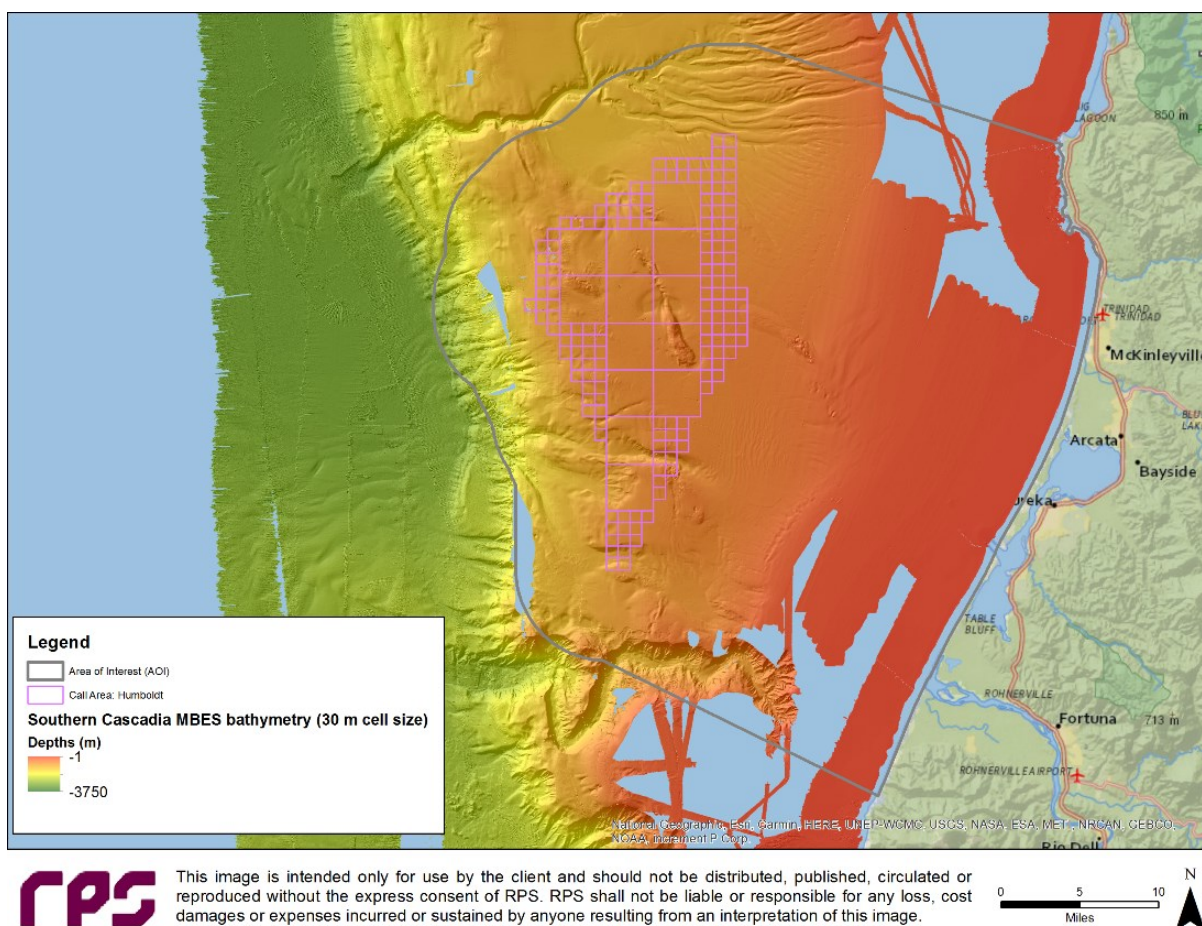 BIG
LAGOON
850 m
TRINIDAD
TRINIDAD
McKinleyville
Arcata
Bayside
TABLE
BLUFF
ROHNERVILLE
Fortuna
713 m
ROHNERVILLE AIRPORT
Rio Dell
Legend
Area of Interest (AOI)
Call Area: Humboldt
Southern Cascadia MBES bathymetry (30 m cell size)
Depths (m)
-1
-3750
National Geographic, Esri, Garmin, HERE, UNEP-WCMC, USGS, NASA, ESA, METI, NRCAN, GEBCO,
NOAA, increment P Corp.
rps
This image is intended only for use by the client and should not be distributed, published, circulated or
reproduced without the express consent of RPS. RPS shall not be liable or responsible for any loss, cost
damages or expenses incurred or sustained by anyone resulting from an interpretation of this image.
0 5 10
Miles
N